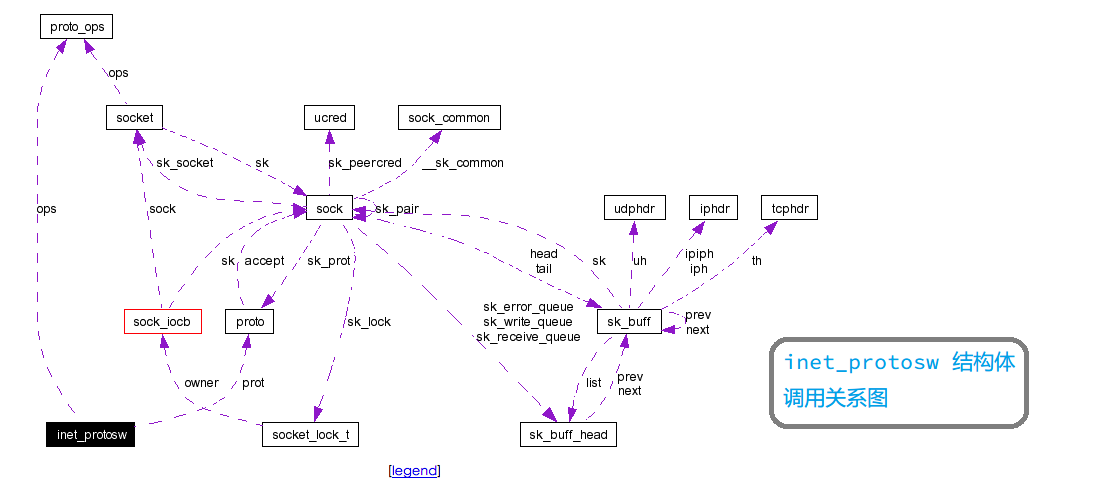 proto_ops
ops
socket
ucred
sock_common
sk_socket
sk
sk_peercred
__sk_common
ops
sock
sock
sk_pair
udphdr
iphdr
tcphdr
sk
accept
sk_prot
head
tail
sk
uh
ipiph
iph
th
sock_iocb
proto
sk_lock
sk_error_queue
sk_write_queue
sk_receive_queue
sk_buff
prev
next
inet_protosw 结构体
调用关系图
owner
prot
list
prev
next
inet_protosw
socket_lock_t
sk_buff_head
[legend]